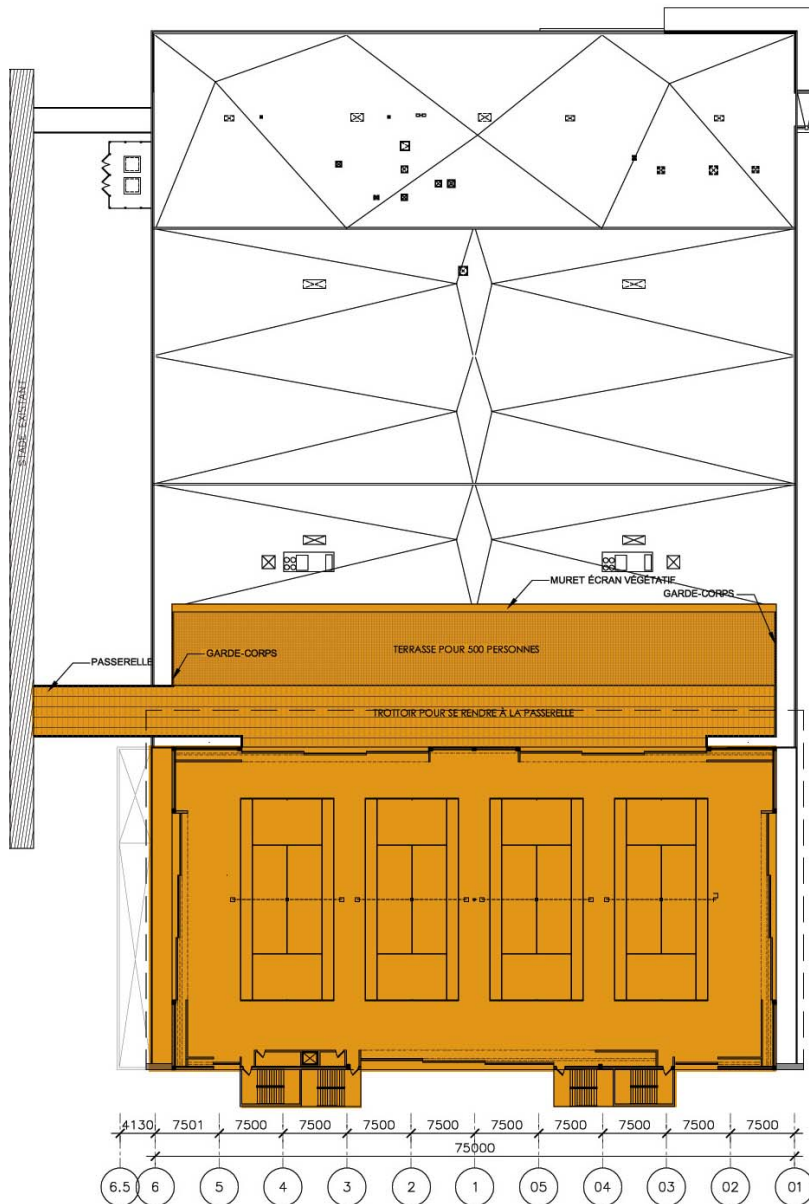 STADE EXISTANT
MURET ÉCRAN VÉGÉTATIF
GARDE-CORPS
TERRASSE POUR 500 PERSONNES
GARDE-CORPS
PASSERELLE
TROTTOIR POUR SE RENDRE À LA PASSERELLE
4130 7501 7500 7500 7500 7500 7500 7500 7500 7500 7500
75000
6.5 6 5 4 3 2 1 05 04 03 02 01